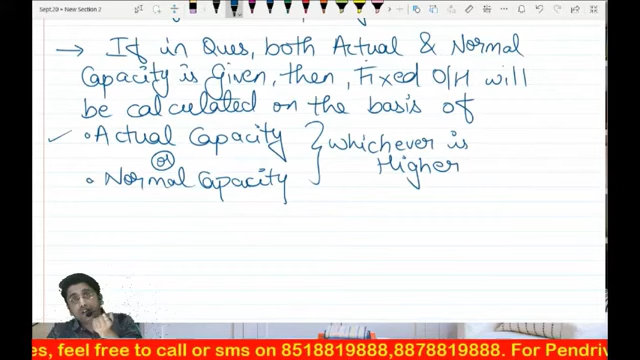 Sept.20 > New Section 2
→ If in Ques, both Actual & Normal
Capacity is Given, then, Fixed O/H will
be calculated on the basis of
✓ • Actual Capacity
or
• Normal Capacity
} whichever is
Higher
es, feel free to call or sms on 8518819888,8878819888. For Pendriv